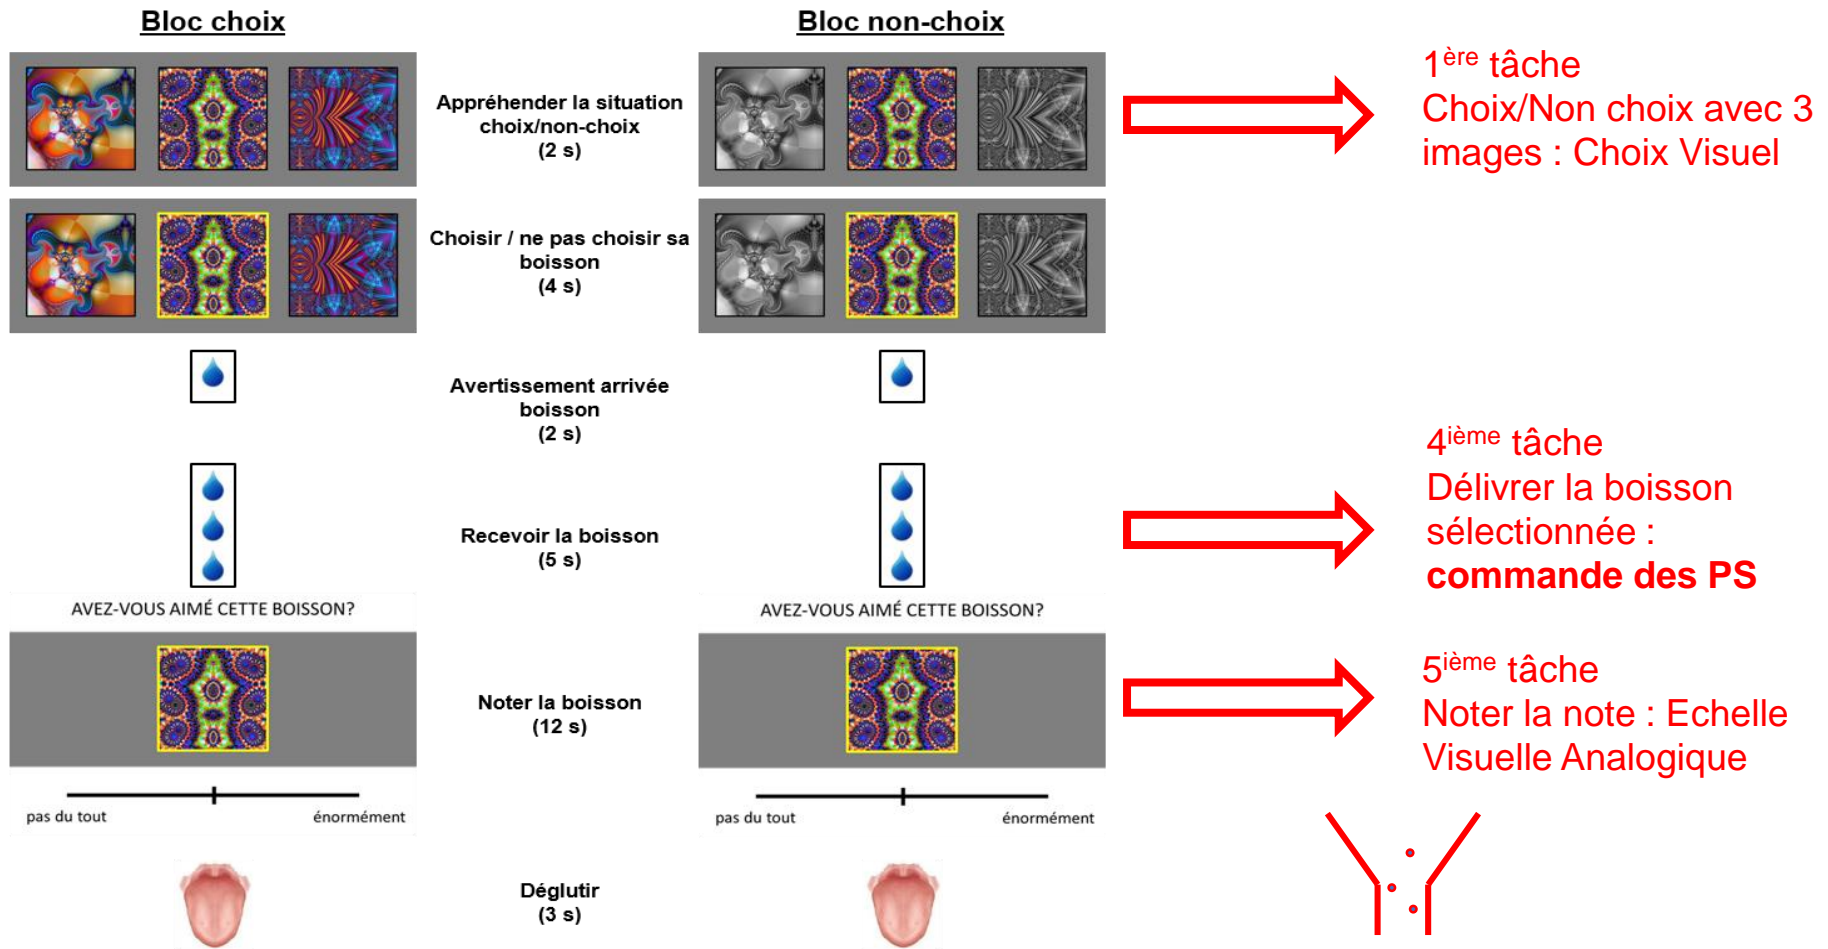 Bloc choix
Bloc non-choix
Appréhender la situation
choix/non-choix
(2 s)
1ère tâche
Choix/Non choix avec 3
images : Choix Visuel
Choisir / ne pas choisir sa
boisson
(4 s)
Avertissement arrivée
boisson
(2 s)
Recevoir la boisson
(5 s)
4ième tâche
Délivrer la boisson
sélectionnée :
commande des PS
AVEZ-VOUS AIMÉ CETTE BOISSON?
AVEZ-VOUS AIMÉ CETTE BOISSON?
Noter la boisson
(12 s)
5ième tâche
Noter la note : Echelle
Visuelle Analogique
pas du tout
énormément
pas du tout
énormément
Déglutir
(3 s)